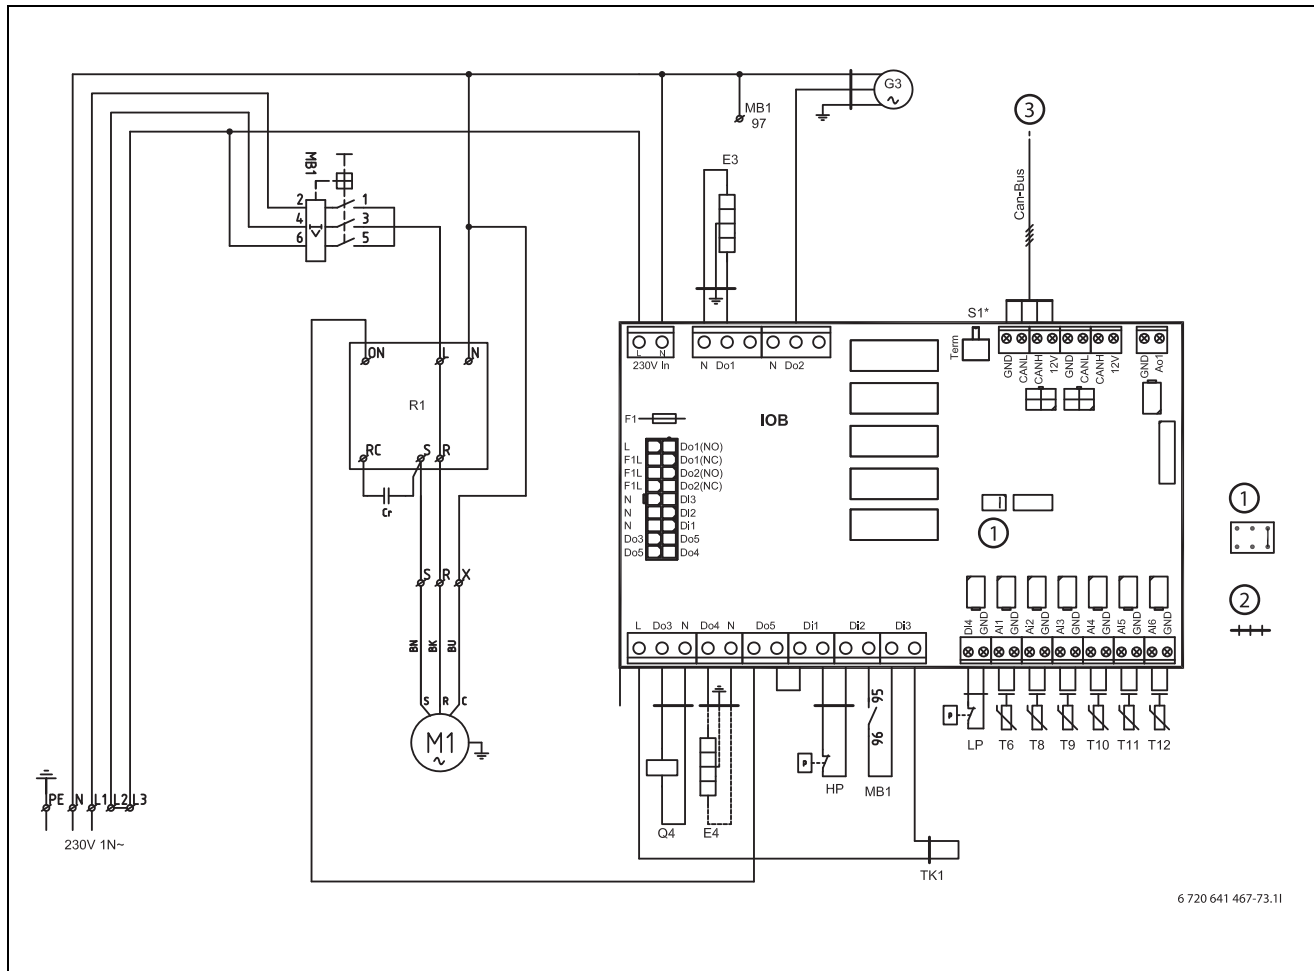 G3
MB1
97
3
MB1
E3
Can-Bus
2 1
4 3
6 5
S1*
Term
ON L N
R1
RC S R
Cr
L N
230V In
N Do1
N Do2
GND
CANL
CANH
12V
GND
CANL
CANH
12V
GND
Ao1
F1
IOB
L Do1(NO)
F1L Do1(NC)
F1L Do2(NO)
F1L Do2(NC)
N DI3
N DI2
N Di1
Do3 Do5
Do5 Do4
1
1
2
S R X
BN BK BU
S R C
M1
L Do3 N Do4 N Do5 Di1 Di2 Di3
DI4
GND
AI1
GND
Ai2
GND
AI3
GND
AI4
GND
AI5
GND
AI6
GND
95
96
P
P
LP T6 T8 T9 T10 T11 T12
HP MB1
Q4 E4
TK1
PE N L1 L2 L3
230V 1N~
6 720 641 467-73.1I